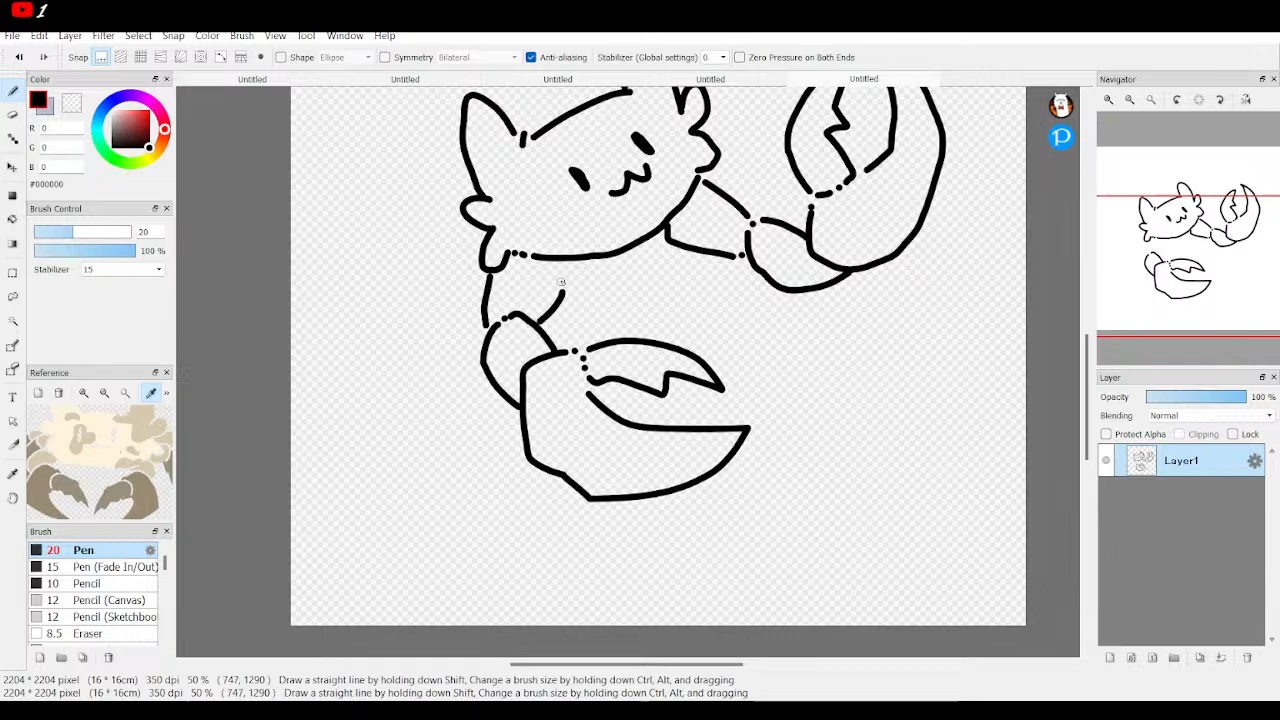 1
File Edit Layer Filter Select Snap Color Brush View Tool Window Help
Snap Shape Ellipse Symmetry Bilateral Anti-aliasing Stabilizer (Global settings) 0 Zero Pressure on Both Ends
Color Untitled Untitled Untitled Untitled Untitled Navigator
R 0
G 0
B 0
#000000
Brush Control
20
100 %
Stabilizer 15
Reference
Layer
Opacity 100 %
Blending Normal
Protect Alpha Clipping Lock
Layer1
Brush
20 Pen
15 Pen (Fade In/Out)
10 Pencil
12 Pencil (Canvas)
12 Pencil (Sketchboo
8.5 Eraser
2204 * 2204 pixel (16 * 16cm) 350 dpi 50 % ( 747, 1290 ) Draw a straight line by holding down Shift, Change a brush size by holding down Ctrl, Alt, and dragging
2204 * 2204 pixel (16 * 16cm) 350 dpi 50 % ( 747, 1290 ) Draw a straight line by holding down Shift, Change a brush size by holding down Ctrl, Alt, and dragging